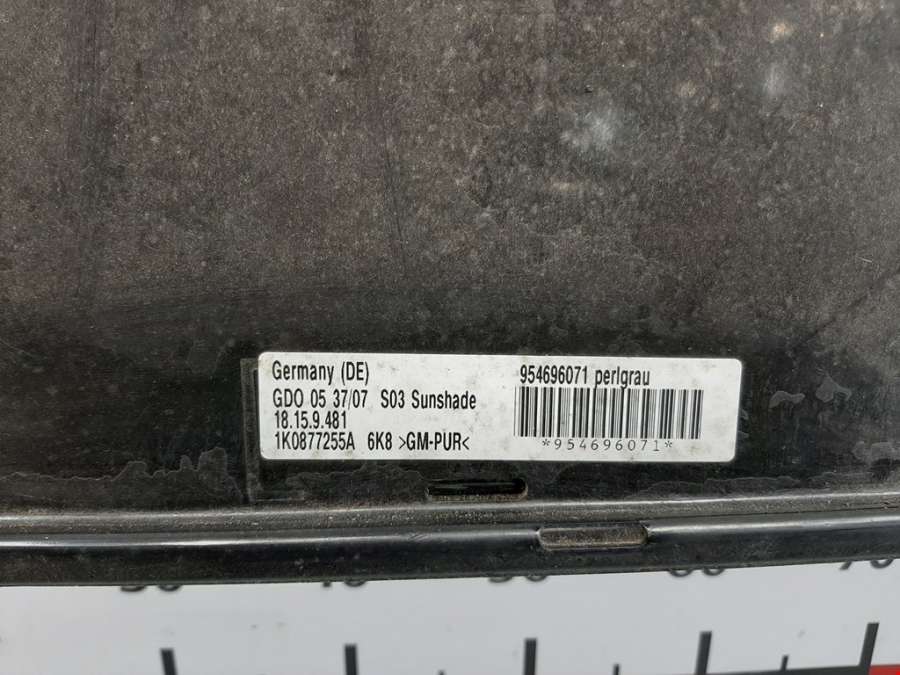 Germany (DE)
954696071 perlgrau
GDO 05 37/07 S03 Sunshade
18.15.9.481
1K0877255A 6K8 >GM-PUR<
*954696071*